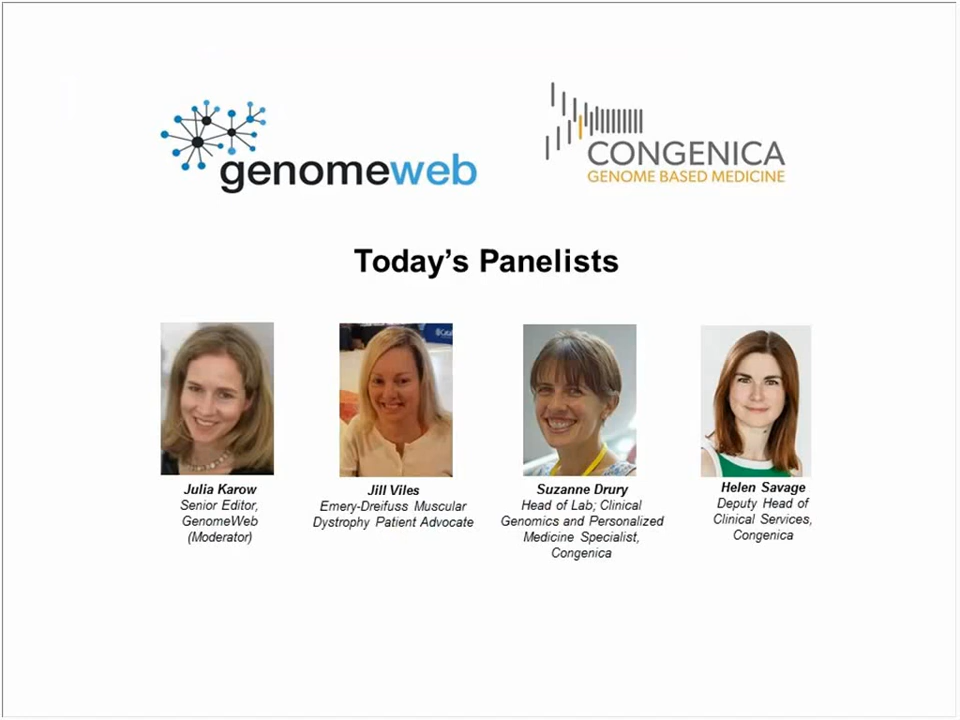 genomeweb
CONGENICA
GENOME BASED MEDICINE
Today's Panelists
Julia Karow
Senior Editor,
GenomeWeb
(Moderator)
Jill Viles
Emery-Dreifuss Muscular
Dystrophy Patient Advocate
Suzanne Drury
Head of Lab; Clinical
Genomics and Personalized
Medicine Specialist,
Congenica
Helen Savage
Deputy Head of
Clinical Services,
Congenica